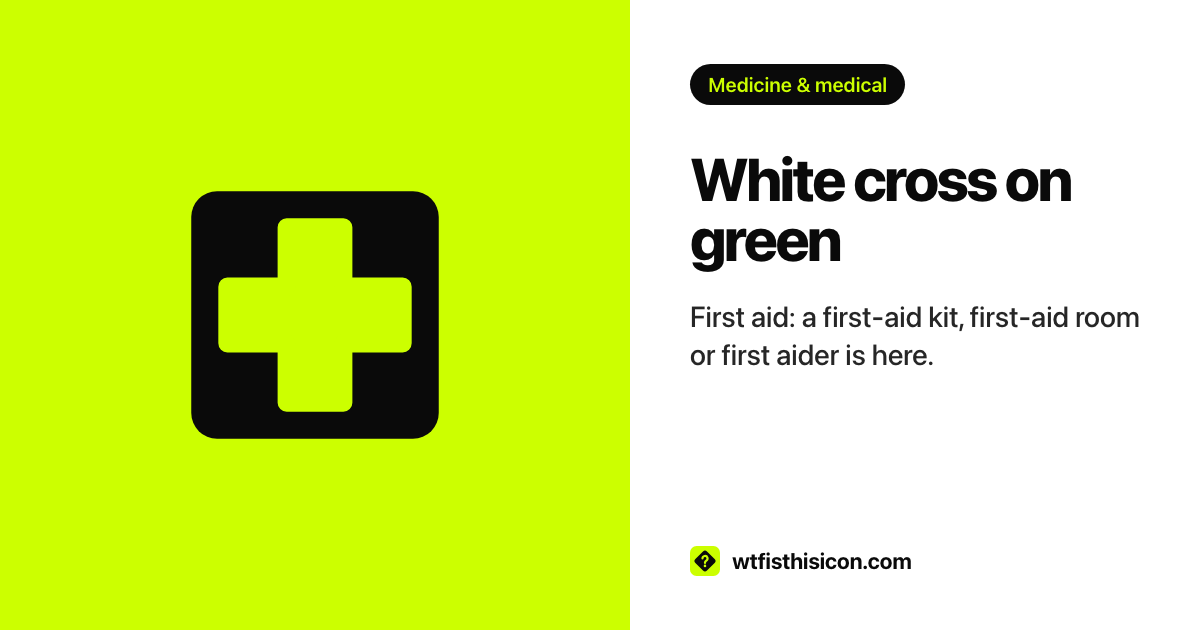 Medicine & medical
White cross on
green
First aid: a first-aid kit, first-aid room
or first aider is here.
?
wtfisthisicon.com